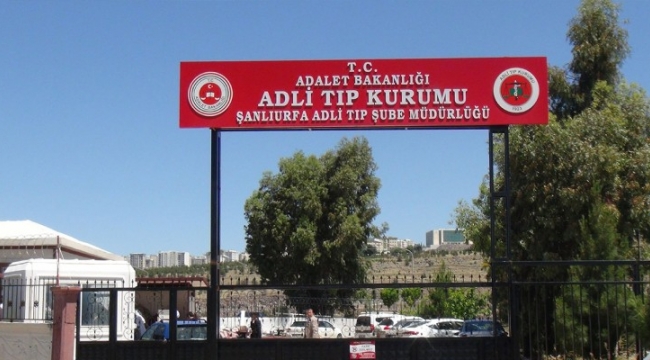 T.C.
ADALET BAKANLIĞI
ADLİ TIP KURUMU
ŞANLIURFA ADLİ TIP ŞUBE MÜDÜRLÜĞÜ